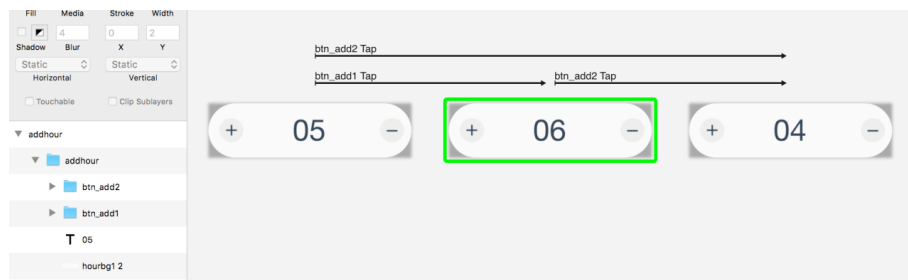 Fill Media Stroke Width
4 0 2
Shadow Blur X Y
Static Static
Horizontal Vertical
Touchable Clip Sublayers
addhour
addhour
btn_add2
btn_add1
T 05
hourbg1 2
btn_add2 Tap
btn_add1 Tap btn_add2 Tap
+ 05 − + 06 − + 04 −